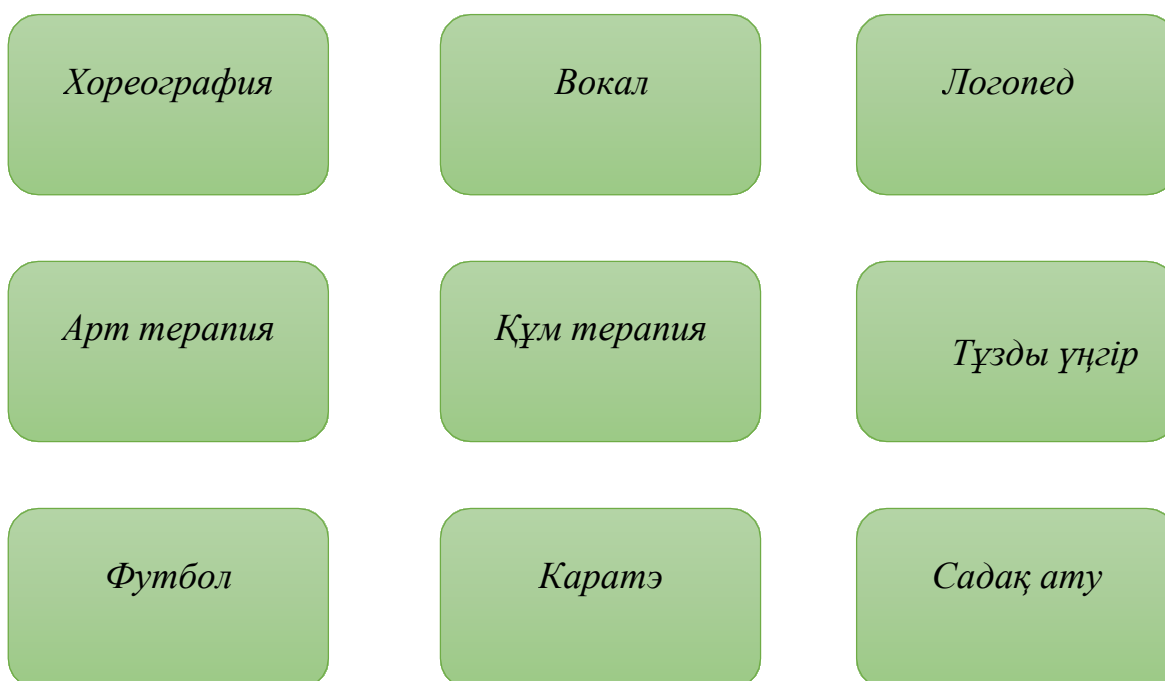 Хореография
Вокал
Логопед
Арт терапия
Құм терапия
Тұзды үңгір
Футбол
Каратэ
Садақ ату